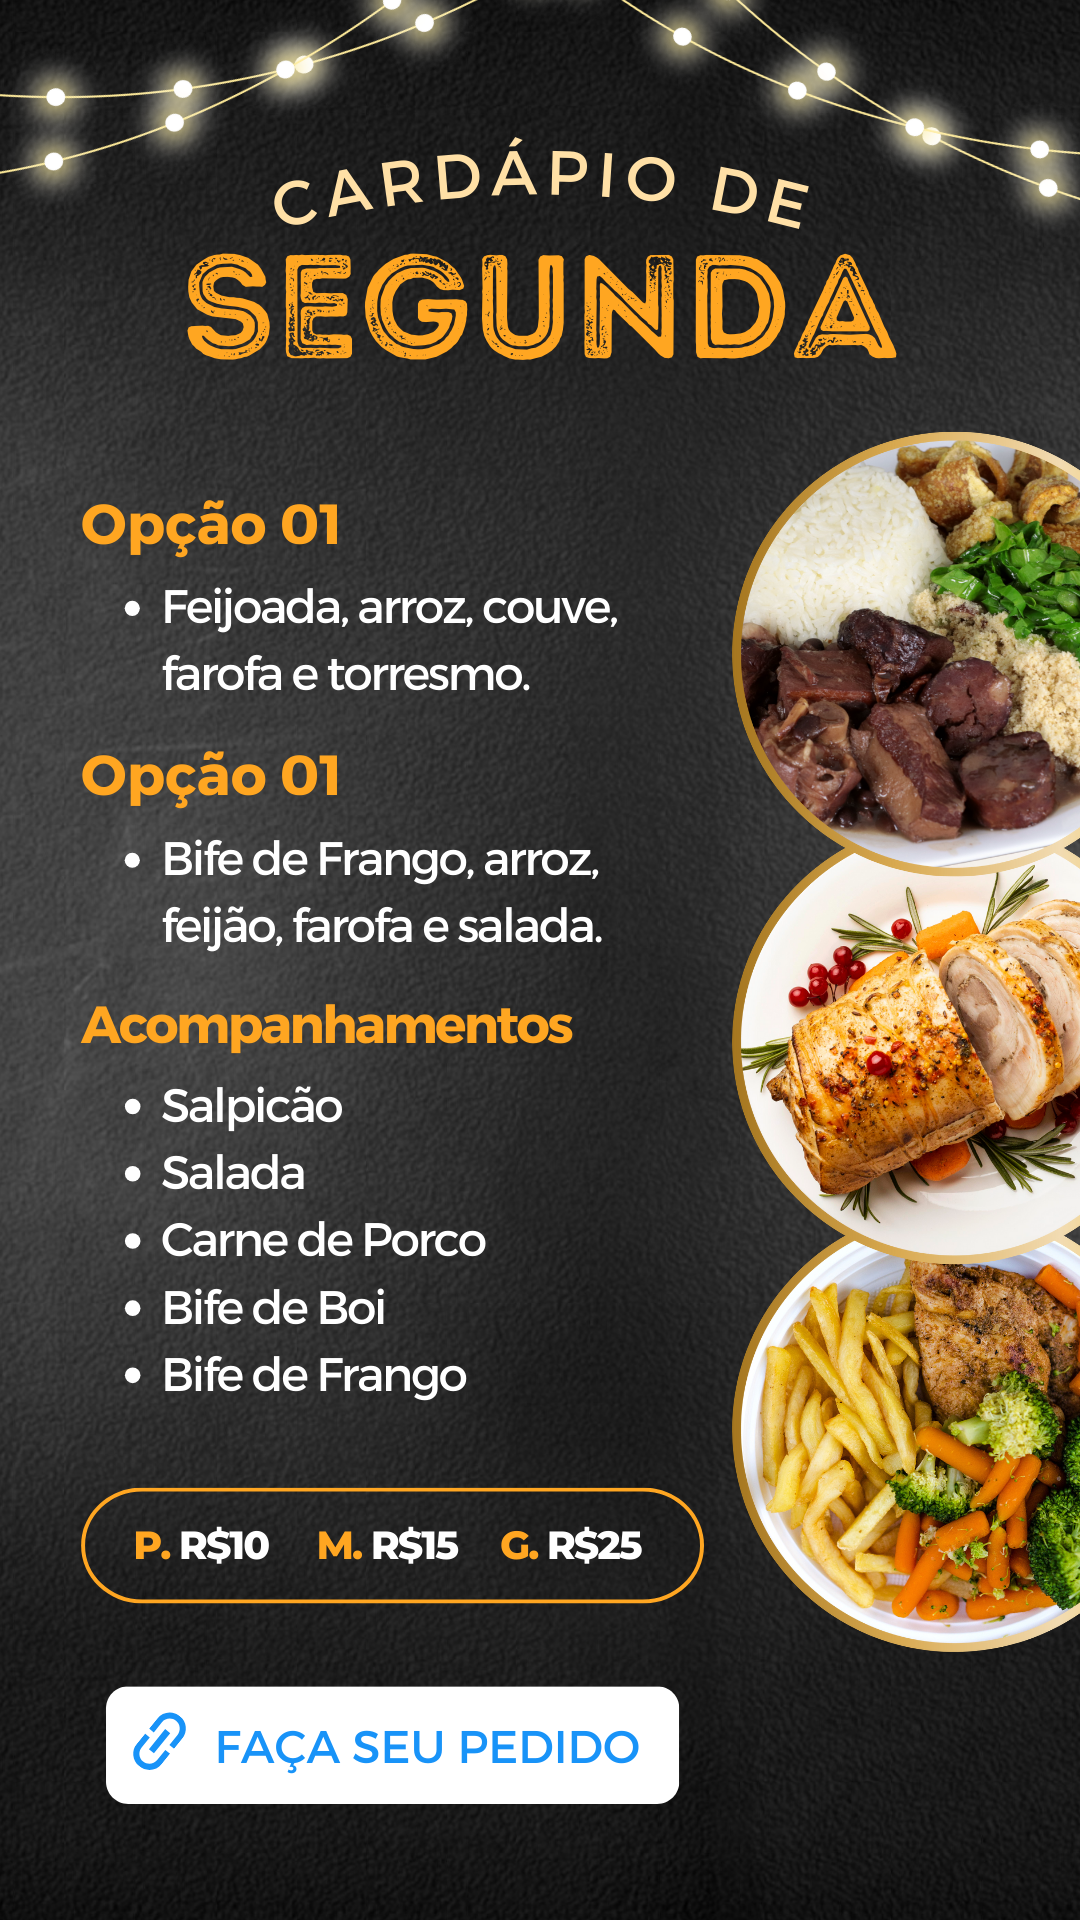 CARDÁPIO DE
SEGUNDA
Opção 01
• Feijoada, arroz, couve,
farofa e torresmo.
Opção 01
• Bife de Frango, arroz,
feijão, farofa e salada.
Acompanhamentos
• Salpicão
• Salada
• Carne de Porco
• Bife de Boi
• Bife de Frango
P. R$10 M. R$15 G. R$25
FAÇA SEU PEDIDO